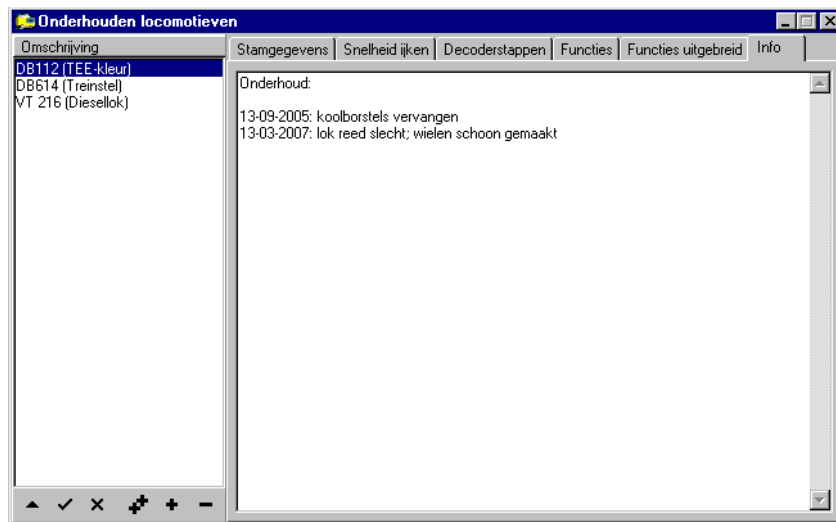 Onderhouden locomotieven
Omschrijving
DB112 (TEE-kleur)
DB614 (Treinstel)
VT 216 (Diesellok)
Stamgegevens
Snelheid ijken
Decoderstappen
Functies
Functies uitgebreid
Info
Onderhoud:
13-09-2005: koolborstels vervangen
13-03-2007: lok reed slecht; wielen schoon gemaakt